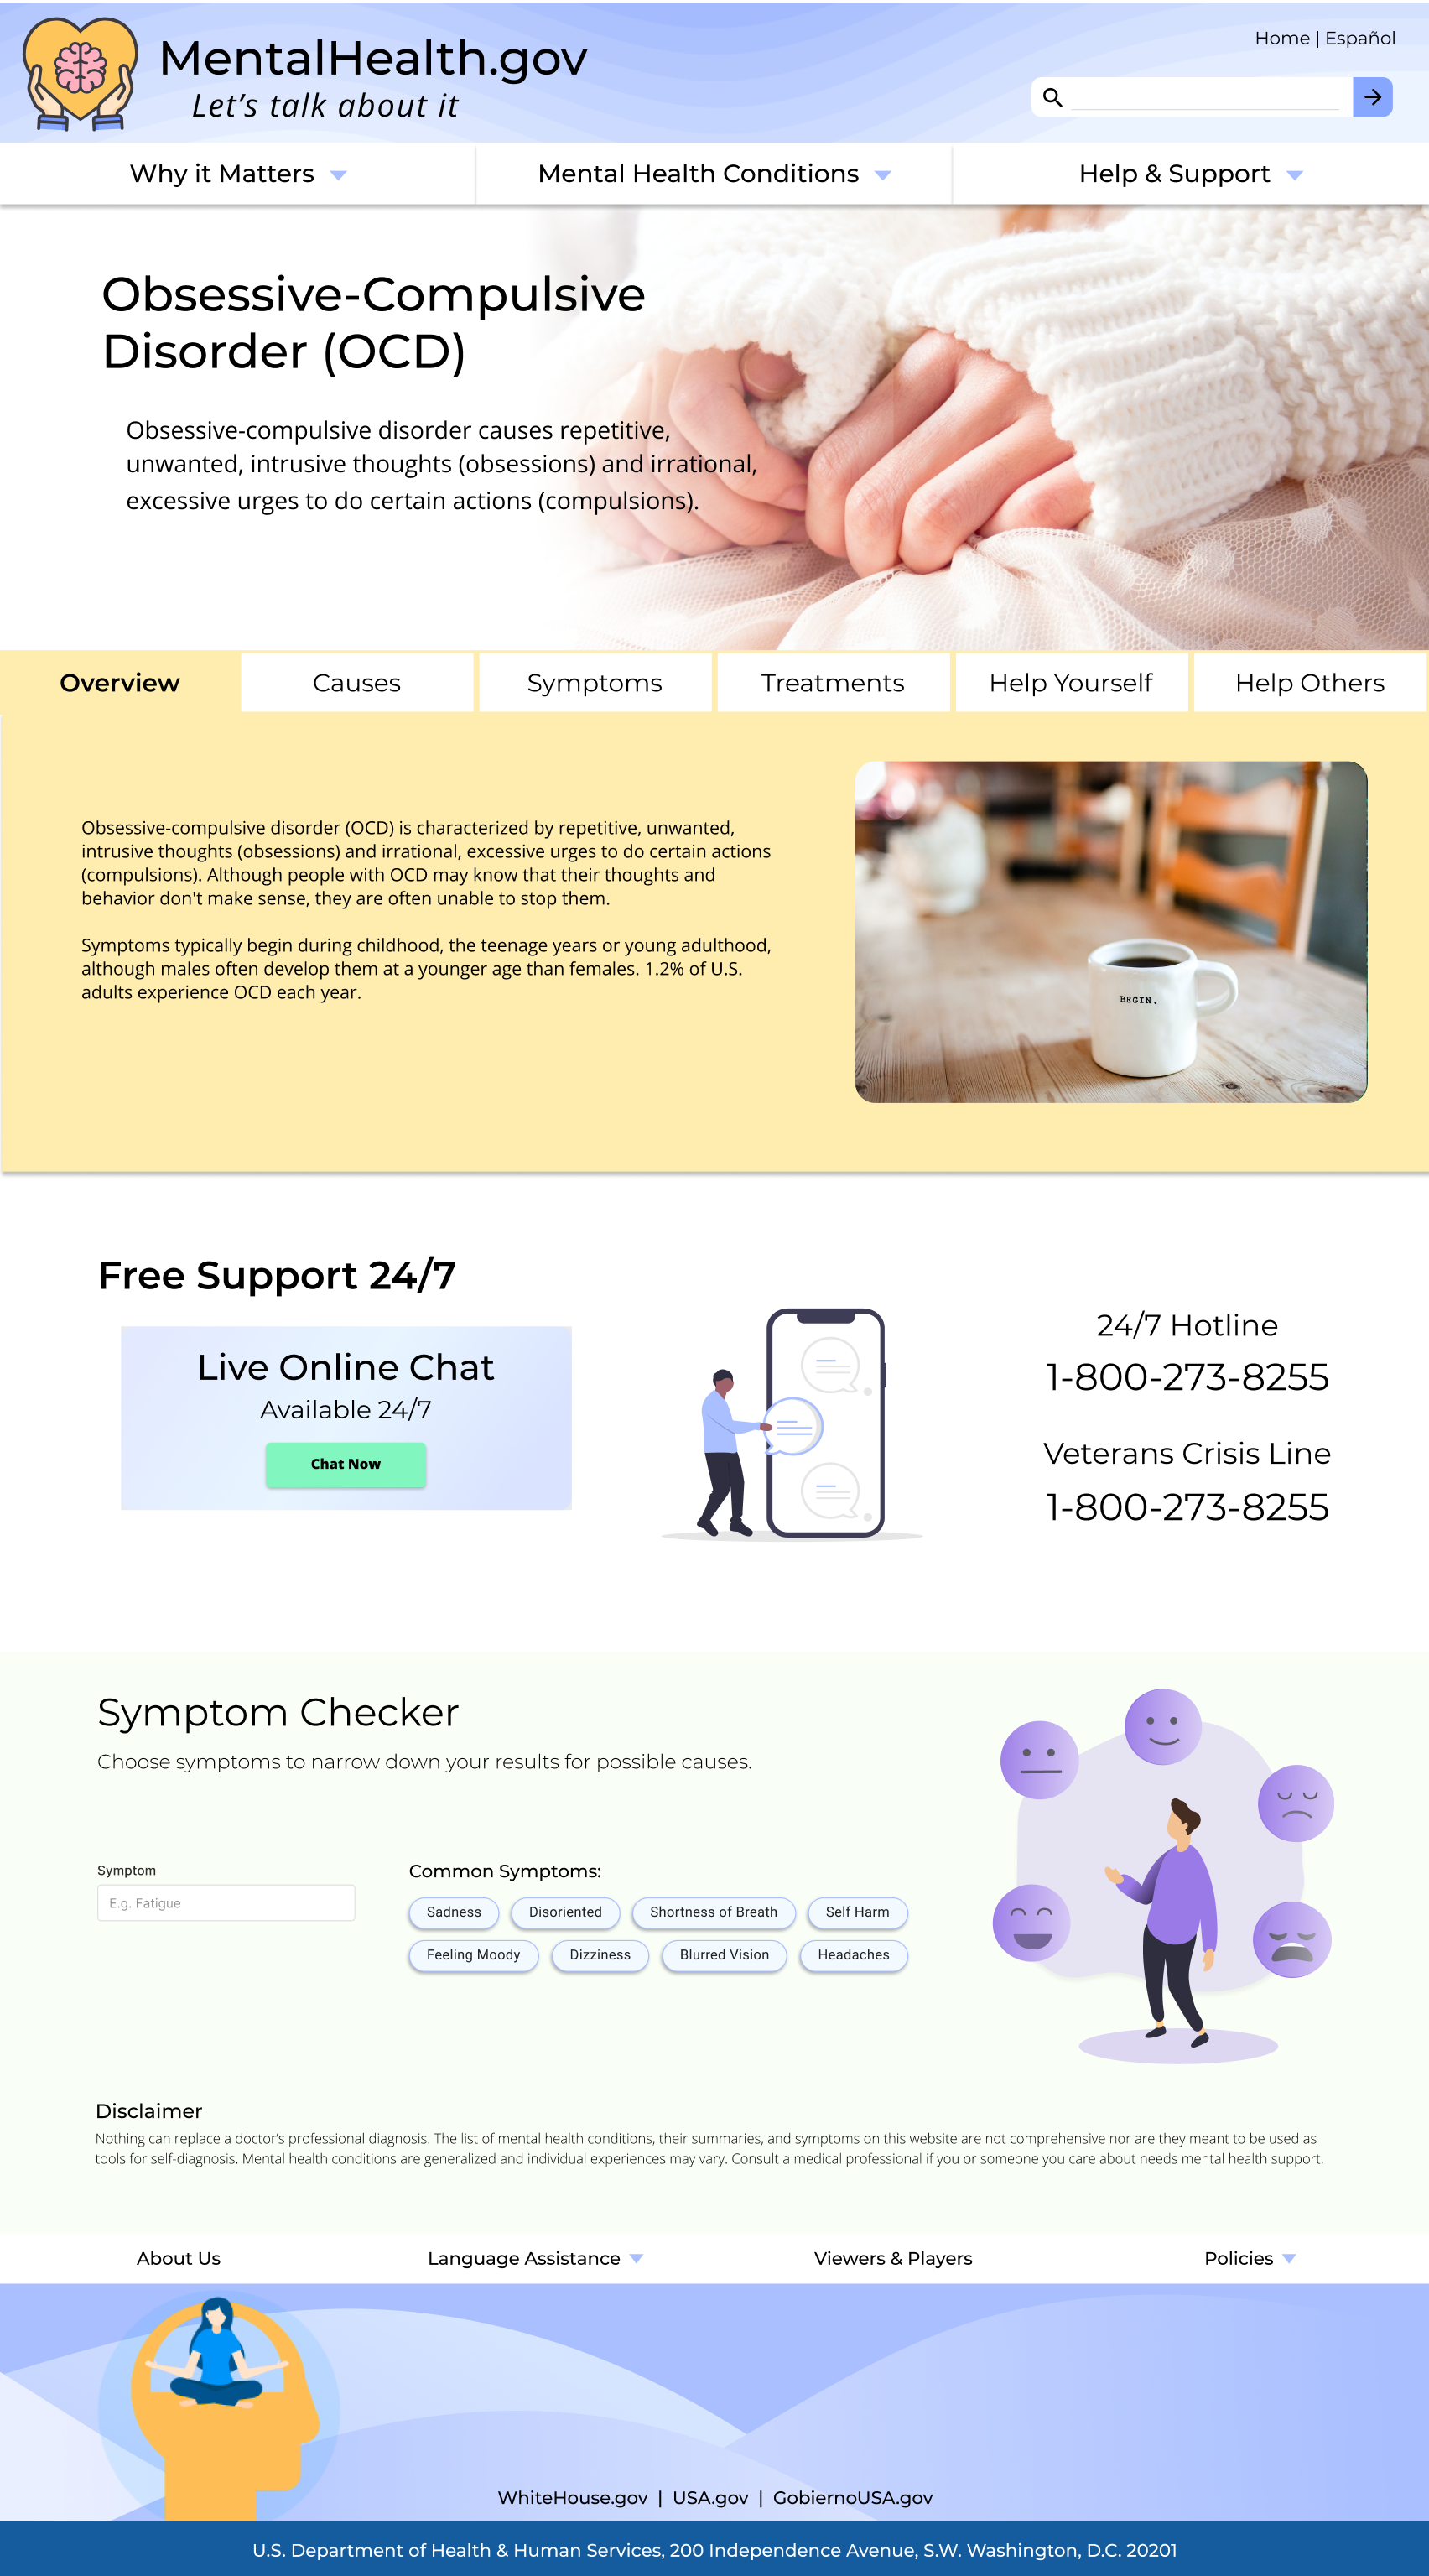 MentalHealth.gov
Let's talk about it
Home | Español
Why it Matters
Mental Health Conditions
Help & Support
Obsessive-Compulsive
Disorder (OCD)
Obsessive-compulsive disorder causes repetitive,
unwanted, intrusive thoughts (obsessions) and irrational,
excessive urges to do certain actions (compulsions).
Overview
Causes
Symptoms
Treatments
Help Yourself
Help Others
Obsessive-compulsive disorder (OCD) is characterized by repetitive, unwanted,
intrusive thoughts (obsessions) and irrational, excessive urges to do certain actions
(compulsions). Although people with OCD may know that their thoughts and
behavior don't make sense, they are often unable to stop them.
Symptoms typically begin during childhood, the teenage years or young adulthood,
although males often develop them at a younger age than females. 1.2% of U.S.
adults experience OCD each year.
BEGIN.
Free Support 24/7
Live Online Chat
Available 24/7
Chat Now
24/7 Hotline
1-800-273-8255
Veterans Crisis Line
1-800-273-8255
Symptom Checker
Choose symptoms to narrow down your results for possible causes.
Symptom
E.g. Fatigue
Common Symptoms:
Sadness
Disoriented
Shortness of Breath
Self Harm
Feeling Moody
Dizziness
Blurred Vision
Headaches
Disclaimer
Nothing can replace a doctor's professional diagnosis. The list of mental health conditions, their summaries, and symptoms on this website are not comprehensive nor are they meant to be used as
tools for self-diagnosis. Mental health conditions are generalized and individual experiences may vary. Consult a medical professional if you or someone you care about needs mental health support.
About Us
Language Assistance
Viewers & Players
Policies
WhiteHouse.gov | USA.gov | GobiernoUSA.gov
U.S. Department of Health & Human Services, 200 Independence Avenue, S.W. Washington, D.C. 20201